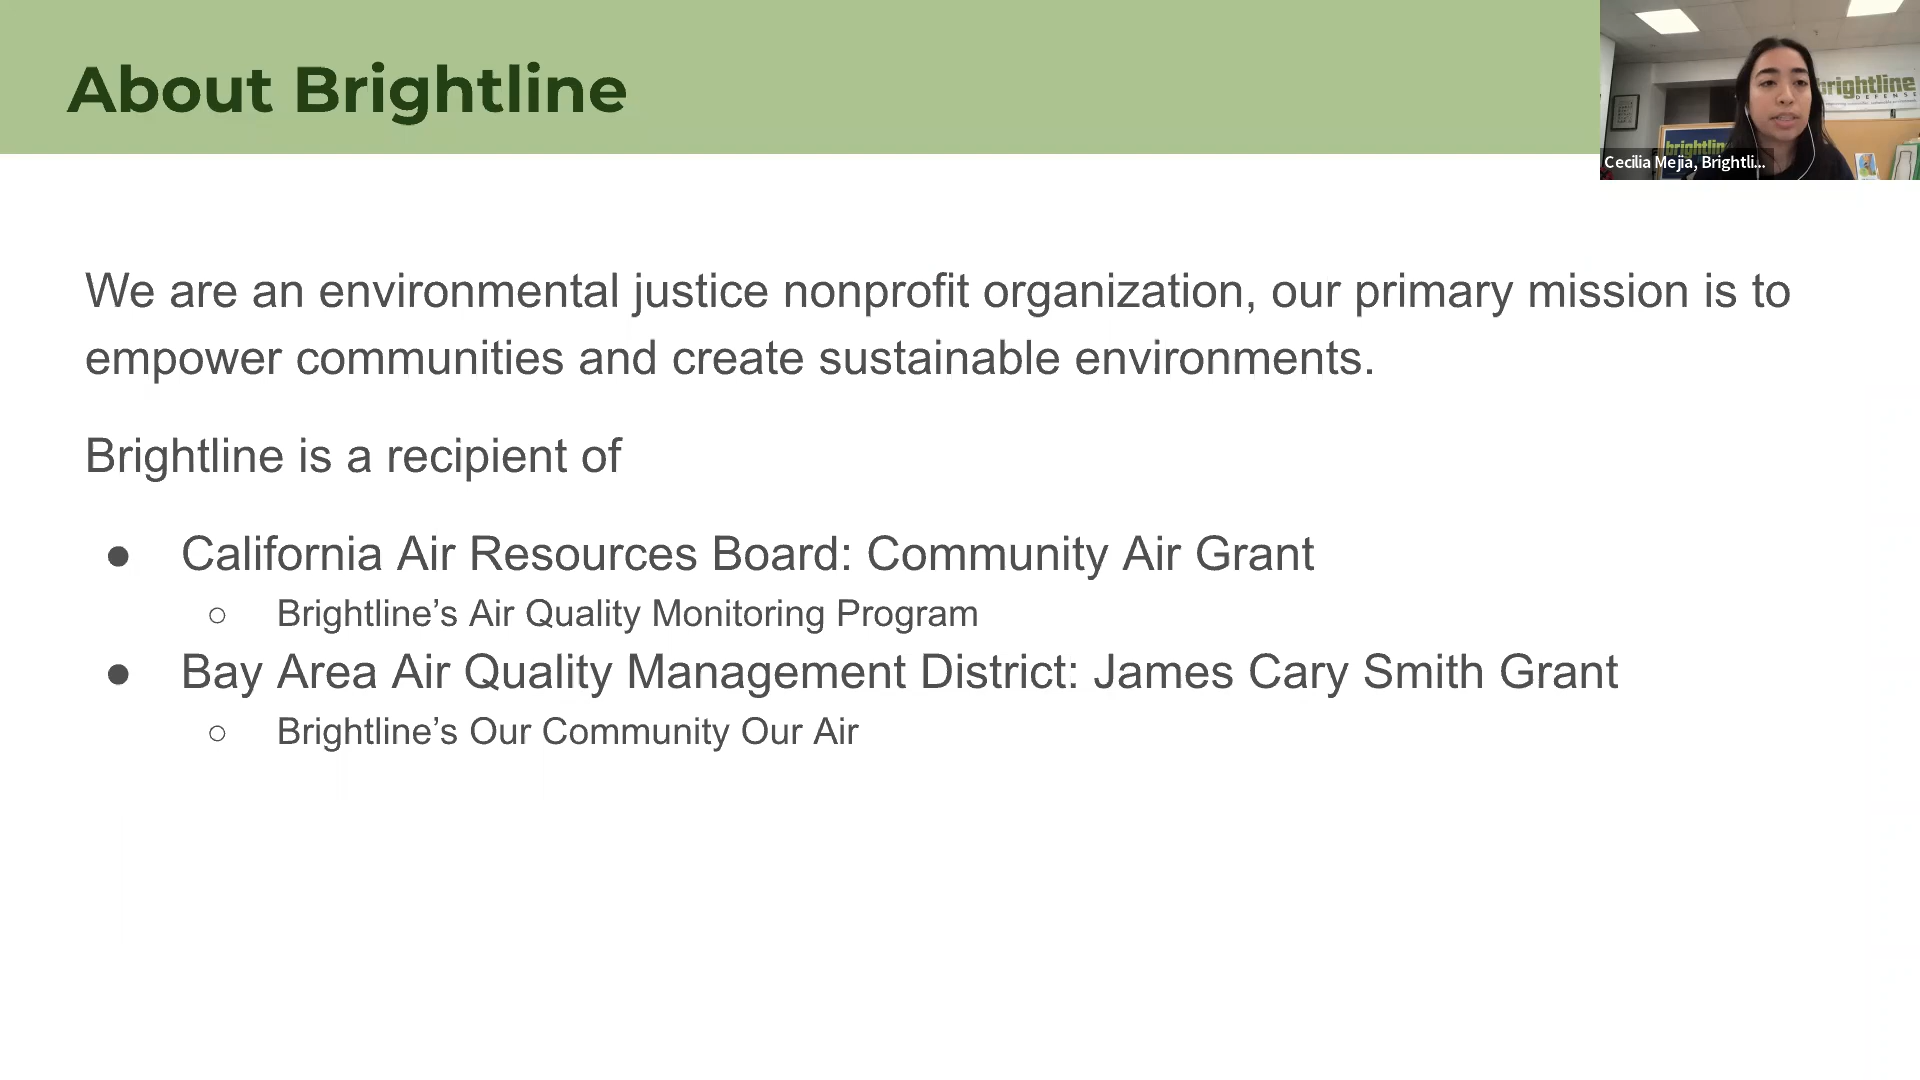 About Brightline
brightline
DEFENSE
brightlin
Cecilia Mejia, Brightli...
We are an environmental justice nonprofit organization, our primary mission is to
empower communities and create sustainable environments.
Brightline is a recipient of
● California Air Resources Board: Community Air Grant
○ Brightline’s Air Quality Monitoring Program
● Bay Area Air Quality Management District: James Cary Smith Grant
○ Brightline’s Our Community Our Air